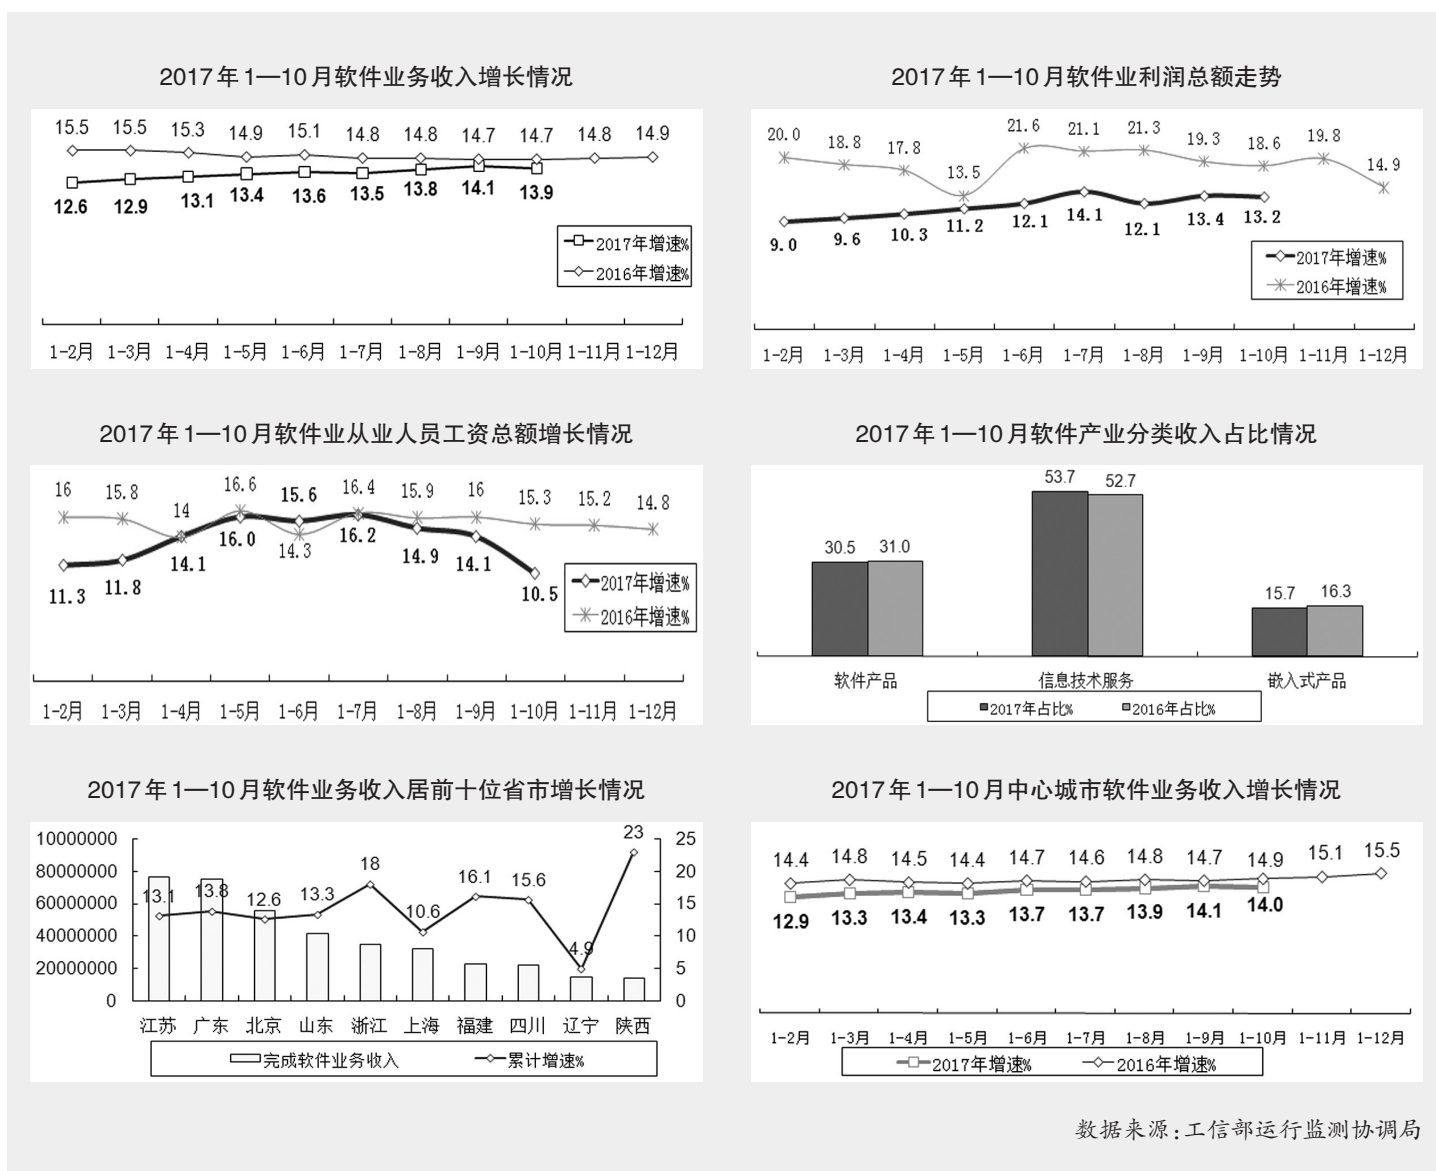 2017年1—10月软件业务收入增长情况
15.5 15.5 15.3 14.9 15.1 14.8 14.8 14.7 14.7 14.8 14.9
12.6 12.9 13.1 13.4 13.6 13.5 13.8 14.1 13.9
2017年增速%
2016年增速%
1-2月 1-3月 1-4月 1-5月 1-6月 1-7月 1-8月 1-9月 1-10月 1-11月 1-12月
2017年1—10月软件业利润总额走势
20.0 18.8 17.8 13.5 21.6 21.1 21.3 19.3 18.6 19.8 14.9
9.0 9.6 10.3 11.2 12.1 14.1 12.1 13.4 13.2
2017年增速%
2016年增速%
1-2月 1-3月 1-4月 1-5月 1-6月 1-7月 1-8月 1-9月 1-10月 1-11月 1-12月
2017年1—10月软件业从业人员工资总额增长情况
16 15.8 14 16.6 14.3 16.4 15.9 16 15.3 15.2 14.8
11.3 11.8 14.1 16.0 15.6 16.2 14.9 14.1 10.5
2017年增速%
2016年增速%
1-2月 1-3月 1-4月 1-5月 1-6月 1-7月 1-8月 1-9月 1-10月 1-11月 1-12月
2017年1—10月软件产业分类收入占比情况
30.5 31.0 53.7 52.7 15.7 16.3
软件产品 信息技术服务 嵌入式产品
2017年占比% 2016年占比%
2017年1—10月软件业务收入居前十位省市增长情况
100000000 25
80000000 20
60000000 15
40000000 10
20000000 5
0 0
13.1 13.8 12.6 13.3 18 10.6 16.1 15.6 4.9 23
江苏 广东 北京 山东 浙江 上海 福建 四川 辽宁 陕西
完成软件业务收入 累计增速%
2017年1—10月中心城市软件业务收入增长情况
14.4 14.8 14.5 14.4 14.7 14.6 14.8 14.7 14.9 15.1 15.5
12.9 13.3 13.4 13.3 13.7 13.7 13.9 14.1 14.0
1-2月 1-3月 1-4月 1-5月 1-6月 1-7月 1-8月 1-9月 1-10月 1-11月 1-12月
2017年增速% 2016年增速%
数据来源：工信部运行监测协调局